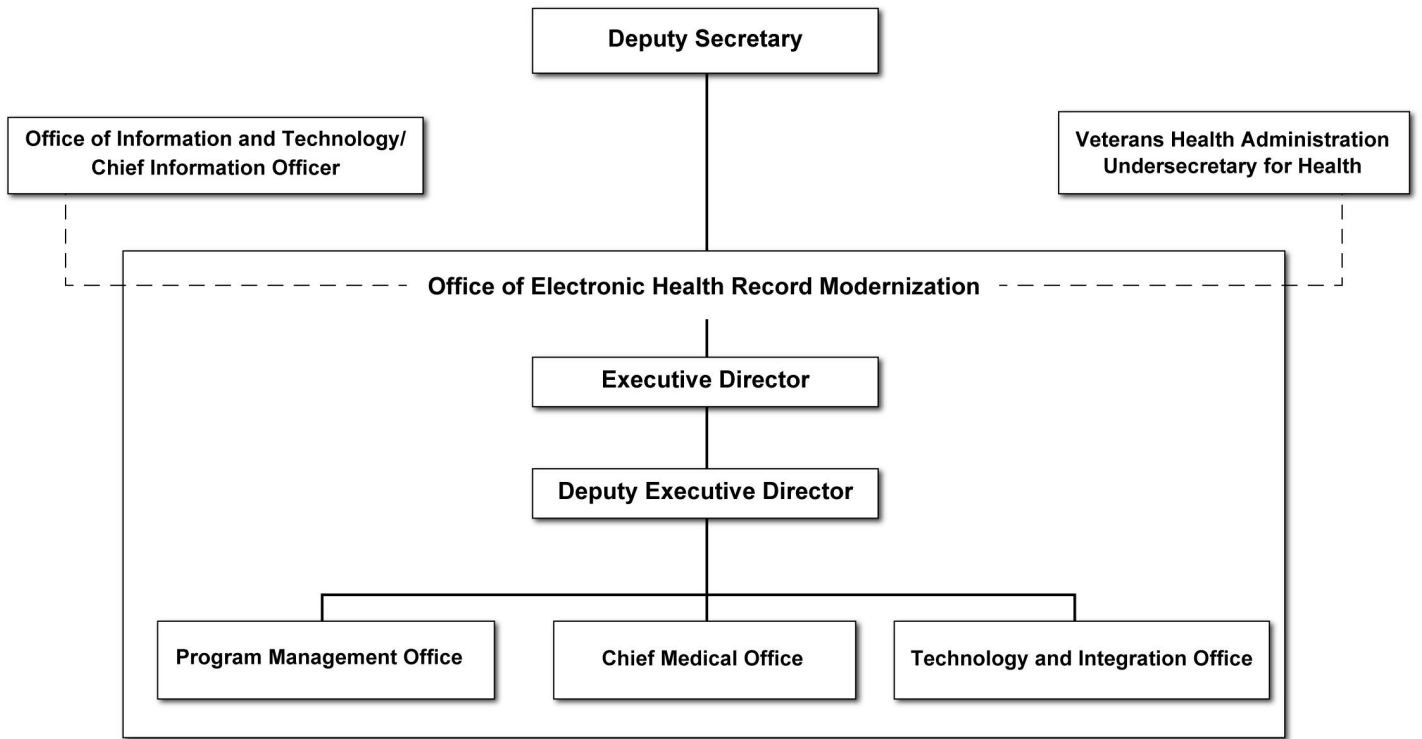 Deputy Secretary
Office of Information and Technology/
Chief Information Officer
Veterans Health Administration
Undersecretary for Health
Office of Electronic Health Record Modernization
Executive Director
Deputy Executive Director
Program Management Office
Chief Medical Office
Technology and Integration Office